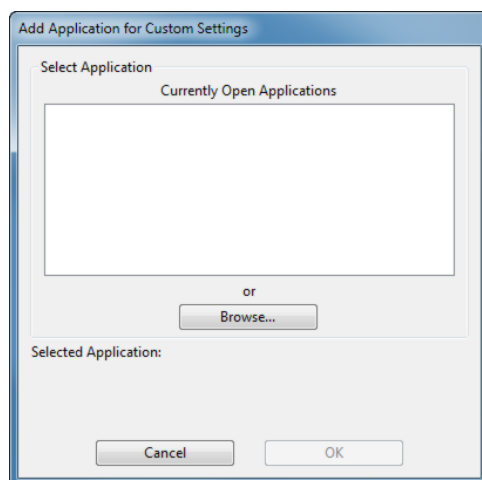 Add Application for Custom Settings
Select Application
Currently Open Applications
or
Browse...
Selected Application:
Cancel OK